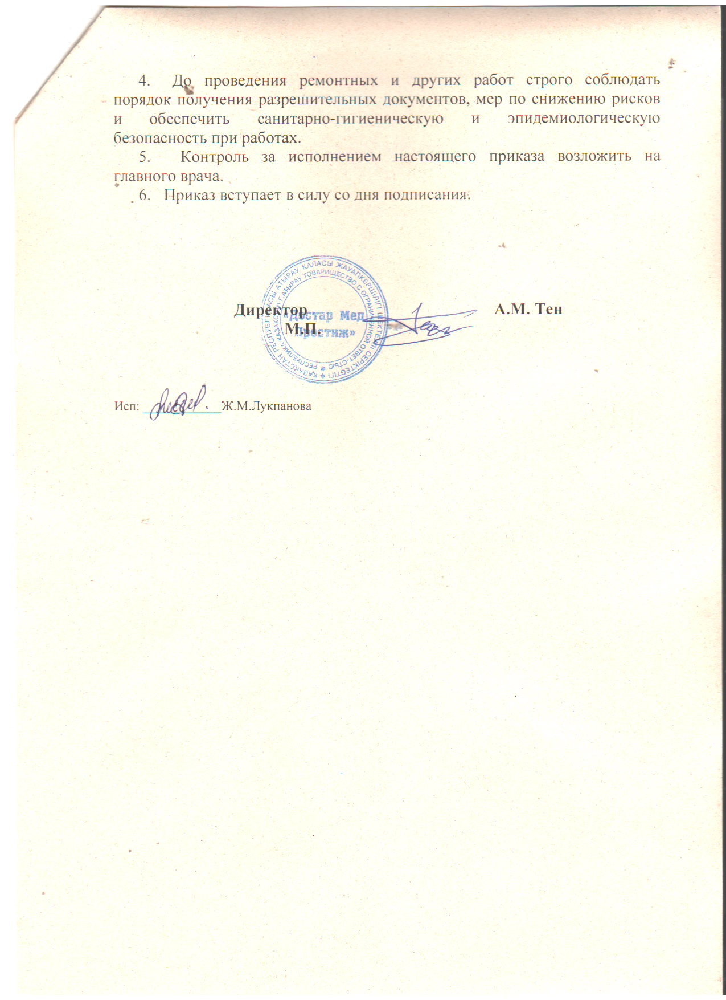 4. До проведения ремонтных и других работ строго соблюдать
порядок получения разрешительных документов, мер по снижению рисков
и обеспечить санитарно-гигиеническую и эпидемиологическую
безопасность при работах.
5. Контроль за исполнением настоящего приказа возложить на
главного врача.
6. Приказ вступает в силу со дня подписания.
ҚАЗАҚСТАН РЕСПУБЛИКАСЫ АТЫРАУ ҚАЛАСЫ ЖАУАПКЕРШІЛІГІ ШЕКТЕУЛІ СЕРІКТЕСТІГІ
РЕСПУБЛИКА КАЗАХСТАН Г.АТЫРАУ ТОВАРИЩЕСТВО С ОГРАНИЧЕННОЙ ОТВЕТ-СТЬЮ
Директор А.М. Тен
«Достар Мед
М.П.
Престиж»
Исп: Ж.М.Лукпанова